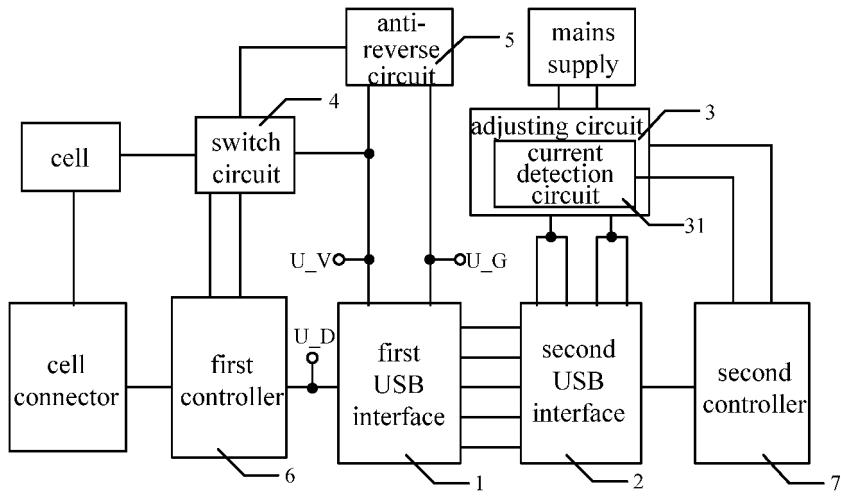 anti-
reverse
circuit
5
mains
supply
4
3
adjusting circuit
current
detection
circuit
31
cell
switch
circuit
U_V
U_G
U_D
cell
connector
first
controller
first
USB
interface
second
USB
interface
second
controller
6
1
2
7